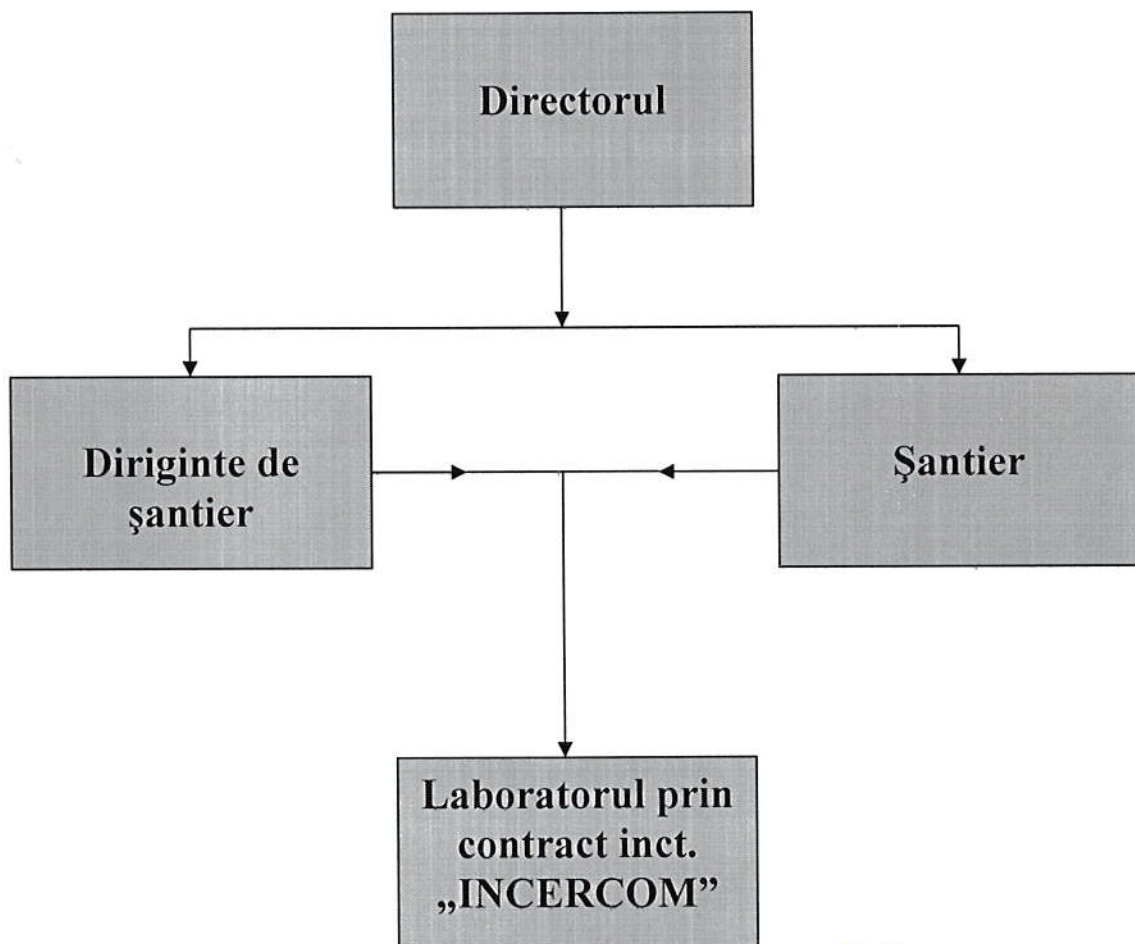 Directorul
Diriginte de
şantier
Şantier
Laboratorul prin
contract inct.
„INCERCOM”